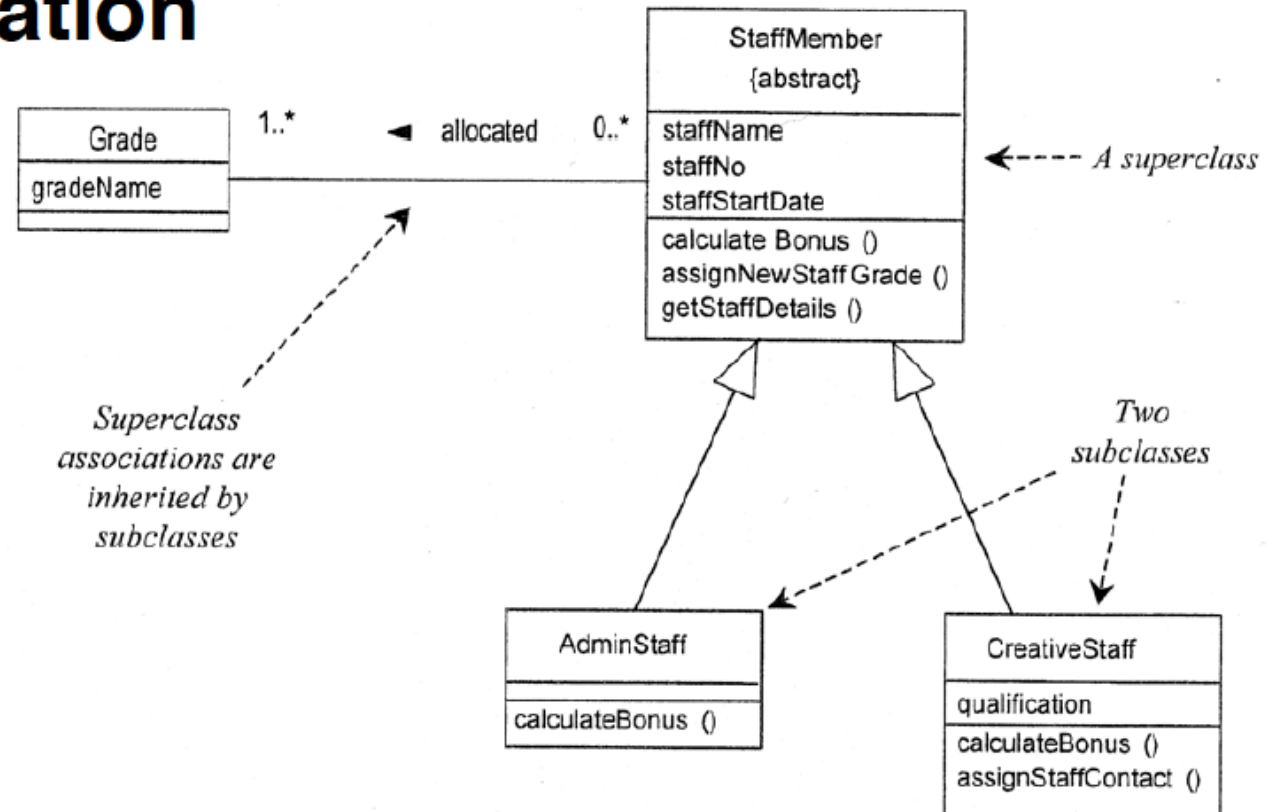 ation
StaffMember
{abstract}
staffName
staffNo
staffStartDate
calculate Bonus ()
assignNewStaff Grade ()
getStaffDetails ()
Grade
gradeName
1..*
◄ allocated
0..*
A superclass
Superclass
associations are
inherited by
subclasses
Two
subclasses
AdminStaff
calculateBonus ()
CreativeStaff
qualification
calculateBonus ()
assignStaffContact ()